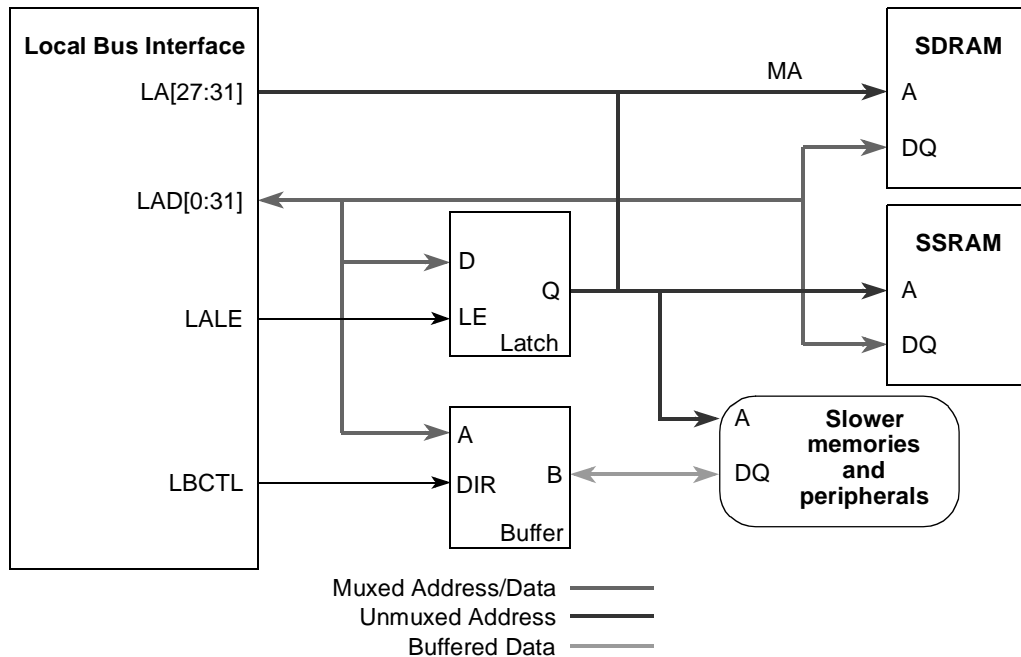 Local Bus Interface
LA[27:31]
LAD[0:31]
LALE
LBCTL
MA
SDRAM
A
DQ
SSRAM
A
DQ
D
Q
LE
Latch
A
B
DIR
Buffer
A
DQ
Slower
memories
and
peripherals
Muxed Address/Data
Unmuxed Address
Buffered Data